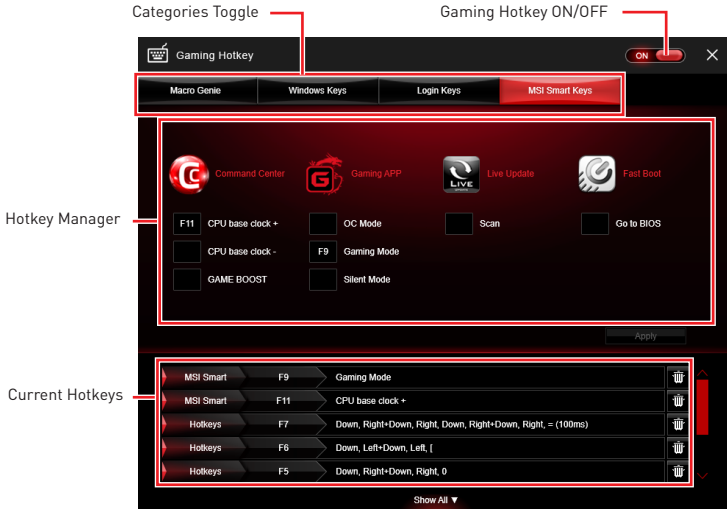 Categories Toggle
Gaming Hotkey ON/OFF
Gaming Hotkey
ON
Macro Genie
Windows Keys
Login Keys
MSI Smart Keys
Command Center
Gaming APP
LIVE
Live Update
Fast Boot
Hotkey Manager
F11 CPU base clock +
OC Mode
Scan
Go to BIOS
CPU base clock -
F9 Gaming Mode
GAME BOOST
Silent Mode
Apply
Current Hotkeys
MSI Smart F9 Gaming Mode
MSI Smart F11 CPU base clock +
Hotkeys F7 Down, Right+Down, Right, Down, Right+Down, Right, = (100ms)
Hotkeys F6 Down, Left+Down, Left, [
Hotkeys F5 Down, Right+Down, Right, 0
Show All ▼